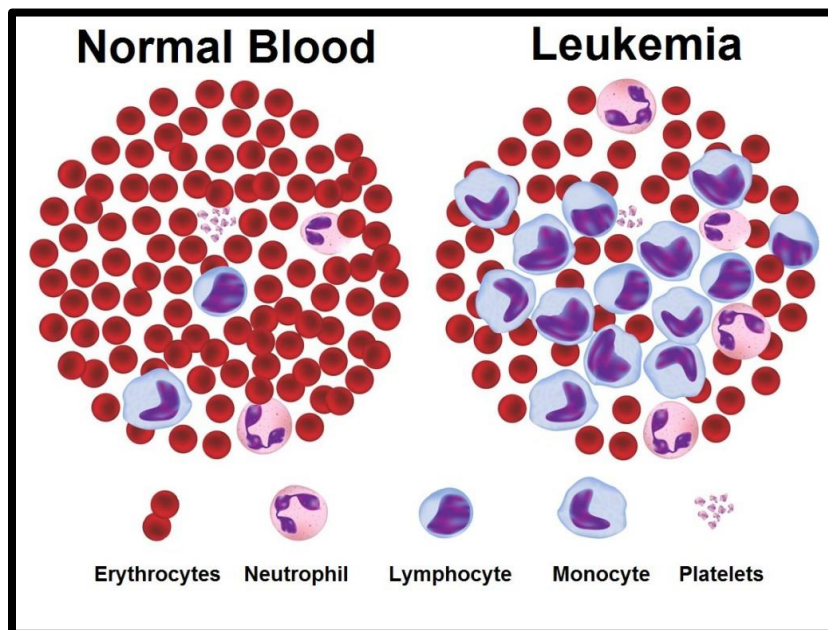 Normal Blood
Leukemia
Erythrocytes
Neutrophil
Lymphocyte
Monocyte
Platelets